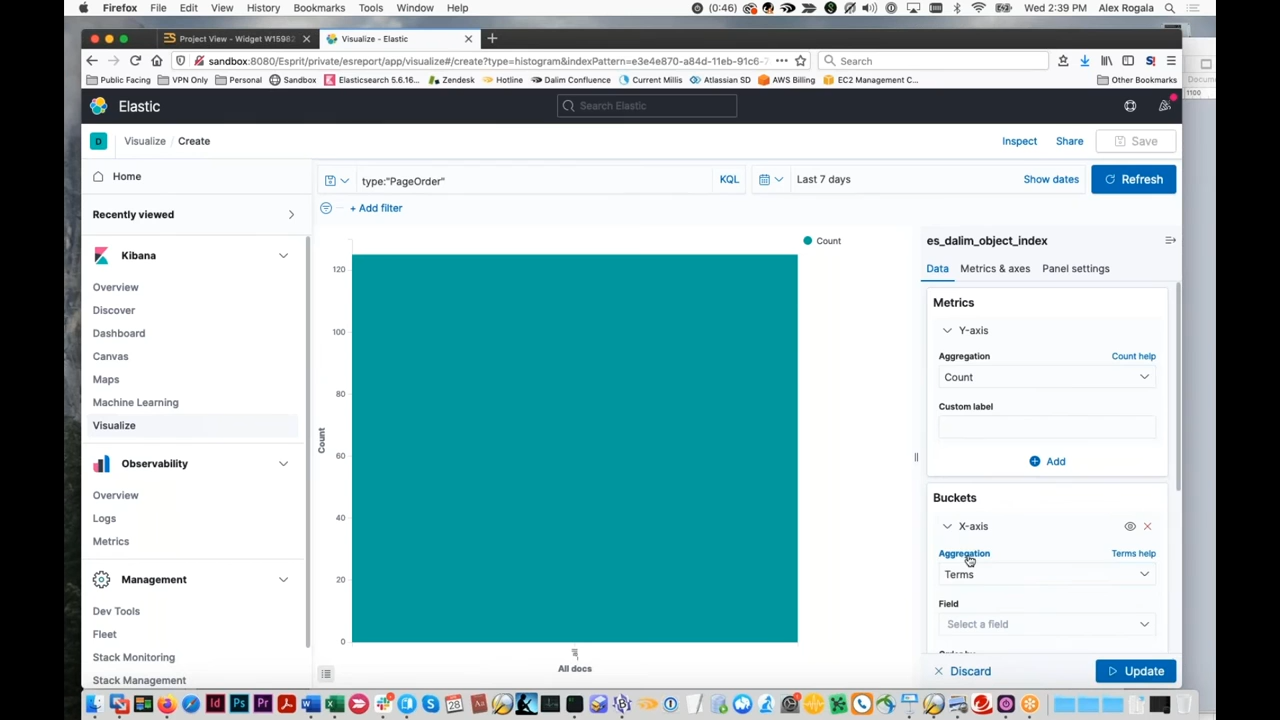 Firefox File Edit View History Bookmarks Tools Window Help (0:46) Wed 2:39 PM Alex Rogala
Project View - Widget W15982
Visualize - Elastic
sandbox:8080/Esprit/private/esreport/app/visualize#/create?type=histogram&indexPattern=e3e4e870-a84d-11eb-91c6-7
Search
Public Facing VPN Only Personal Sandbox Elasticsearch 5.6.16... Zendesk Hotline Dalim Confluence Current Millis Atlassian SD AWS Billing EC2 Management C... Other Bookmarks
Elastic
Search Elastic
D Visualize / Create
Inspect Share Save
Home
type:"PageOrder" KQL
Last 7 days Show dates
Refresh
+ Add filter
Recently viewed
Kibana
Overview
Discover
Dashboard
Canvas
Maps
Machine Learning
Visualize
Observability
Overview
Logs
Metrics
Management
Dev Tools
Fleet
Stack Monitoring
Stack Management
Count
120
100
80
60
40
20
0
Count
All docs
es_dalim_object_index
Data Metrics & axes Panel settings
Metrics
Y-axis
Aggregation Count help
Count
Custom label
Add
Buckets
X-axis
Aggregation Terms help
Terms
Field
Select a field
Discard Update
1100
28